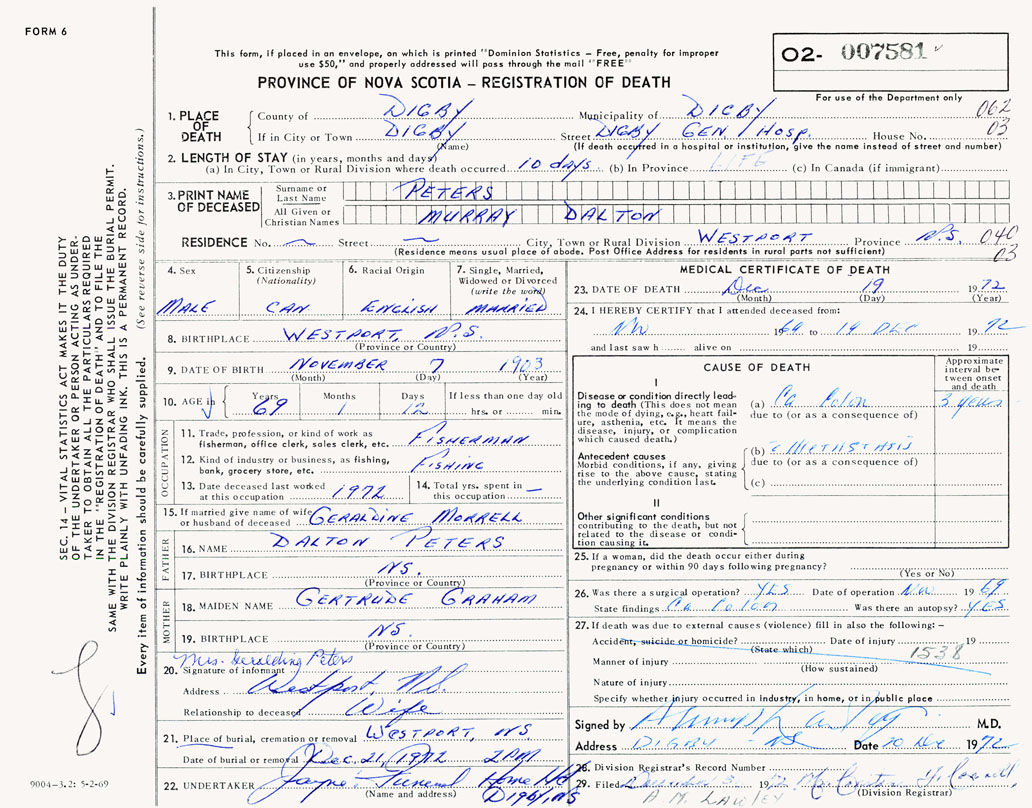 FORM 6
This form, if placed in an envelope, on which is printed "Dominion Statistics – Free, penalty for improper
use $50," and properly addressed will pass through the mail "FREE"
PROVINCE OF NOVA SCOTIA – REGISTRATION OF DEATH
02- 007581
For use of the Department only
062
03
1. PLACE OF DEATH
County of DIGBY Municipality of DIGBY
If in City or Town DIGBY Street DIGBY GEN Hosp. House No.
(Name) (If death occurred in a hospital or institution, give the name instead of street and number)
2. LENGTH OF STAY (in years, months and days)
(a) In City, Town or Rural Division where death occurred 10 days (b) In Province LIFE (c) In Canada (if immigrant)
3. PRINT NAME OF DECEASED
Surname or Last Name PETERS
All Given or Christian Names MURRAY DALTON
RESIDENCE No. Street City, Town or Rural Division WESTPORT Province N.S. 040
03
(Residence means usual place of abode. Post Office Address for residents in rural parts not sufficient)
4. Sex
MALE
5. Citizenship
(Nationality)
CAN
6. Racial Origin
ENGLISH
7. Single, Married,
Widowed or Divorced
(write the word)
MARRIED
8. BIRTHPLACE WESTPORT, N.S.
(Province or Country)
9. DATE OF BIRTH NOVEMBER 7 1903
(Month) (Day) (Year)
10. AGE in Years Months Days If less than one day old
69 1 12 hrs. or min.
OCCUPATION
11. Trade, profession, or kind of work as
fisherman, office clerk, sales clerk, etc. FISHERMAN
12. Kind of industry or business, as fishing,
bank, grocery store, etc. FISHING
13. Date deceased last worked
at this occupation 1972
14. Total yrs. spent in
this occupation —
15. If married give name of wife
or husband of deceased GERALDINE MORRELL
FATHER
16. NAME DALTON PETERS
17. BIRTHPLACE NS.
(Province or Country)
MOTHER
18. MAIDEN NAME GERTRUDE GRAHAM
19. BIRTHPLACE NS.
(Province or Country)
Mrs. Geraldine Peters
20. Signature of informant
Address Westport, NS.
Relationship to deceased Wife
21. Place of burial, cremation or removal WESTPORT, NS
Date of burial or removal Dec. 21, 1972 2 PM
22. UNDERTAKER Funeral Home
(Name and address) DIGBY, NS
MEDICAL CERTIFICATE OF DEATH
23. DATE OF DEATH Dec 19 1972
(Month) (Day) (Year)
24. I HEREBY CERTIFY that I attended deceased from:
Nov 1969 to 19 DEC 1972
and last saw h alive on 19
CAUSE OF DEATH
Approximate
interval be-
tween onset
and death
I
Disease or condition directly lead-
ing to death (This does not mean
the mode of dying, e.g., heart fail-
ure, asthenia, etc. It means the
disease, injury, or complication
which caused death.)
(a) Ca Colon 3 years
due to (or as a consequence of)
Antecedent causes
Morbid conditions, if any, giving
rise to the above cause, stating
the underlying condition last.
(b) METASTASIS
due to (or as a consequence of)
(c)
II
Other significant conditions
contributing to the death, but not
related to the disease or condi-
tion causing it.
25. If a woman, did the death occur either during
pregnancy or within 90 days following pregnancy?
(Yes or No)
26. Was there a surgical operation? YES Date of operation Nov 1969
State findings Ca Colon Was there an autopsy? YES
27. If death was due to external causes (violence) fill in also the following: –
Accident, suicide or homicide? Date of injury 19
(State which) 1538
Manner of injury
(How sustained)
Nature of injury
Specify whether injury occurred in industry, in home, or in public place
Signed by M.D.
Address DIGBY - NS Date 20 Dec 1972
28. Division Registrar's Record Number
29. Filed 1972
A. M. LAWLEY (Division Registrar)
SEC. 14 – VITAL STATISTICS ACT MAKES IT THE DUTY
OF THE UNDERTAKER OR PERSON ACTING AS UNDER-
TAKER TO OBTAIN ALL THE PARTICULARS REQUIRED
IN THE "REGISTRATION OF DEATH" AND TO FILE THE
SAME WITH THE DIVISION REGISTRAR WHO SHALL ISSUE THE BURIAL PERMIT.
WRITE PLAINLY WITH UNFADING INK. THIS IS A PERMANENT RECORD.
Every item of information should be carefully supplied. (See reverse side for instructions.)
9004-3.2: 5-2-69